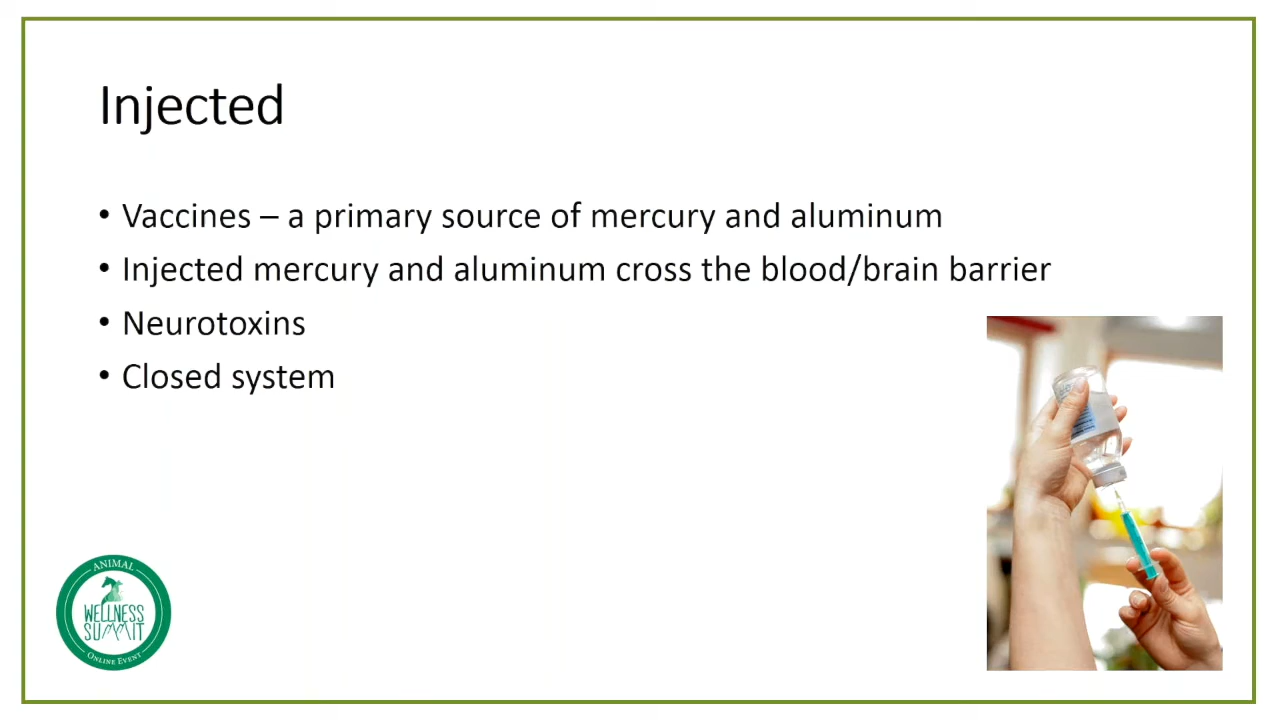 Injected
• Vaccines – a primary source of mercury and aluminum
• Injected mercury and aluminum cross the blood/brain barrier
• Neurotoxins
• Closed system
ANIMAL
WELLNESS
SUMMIT
ONLINE EVENT